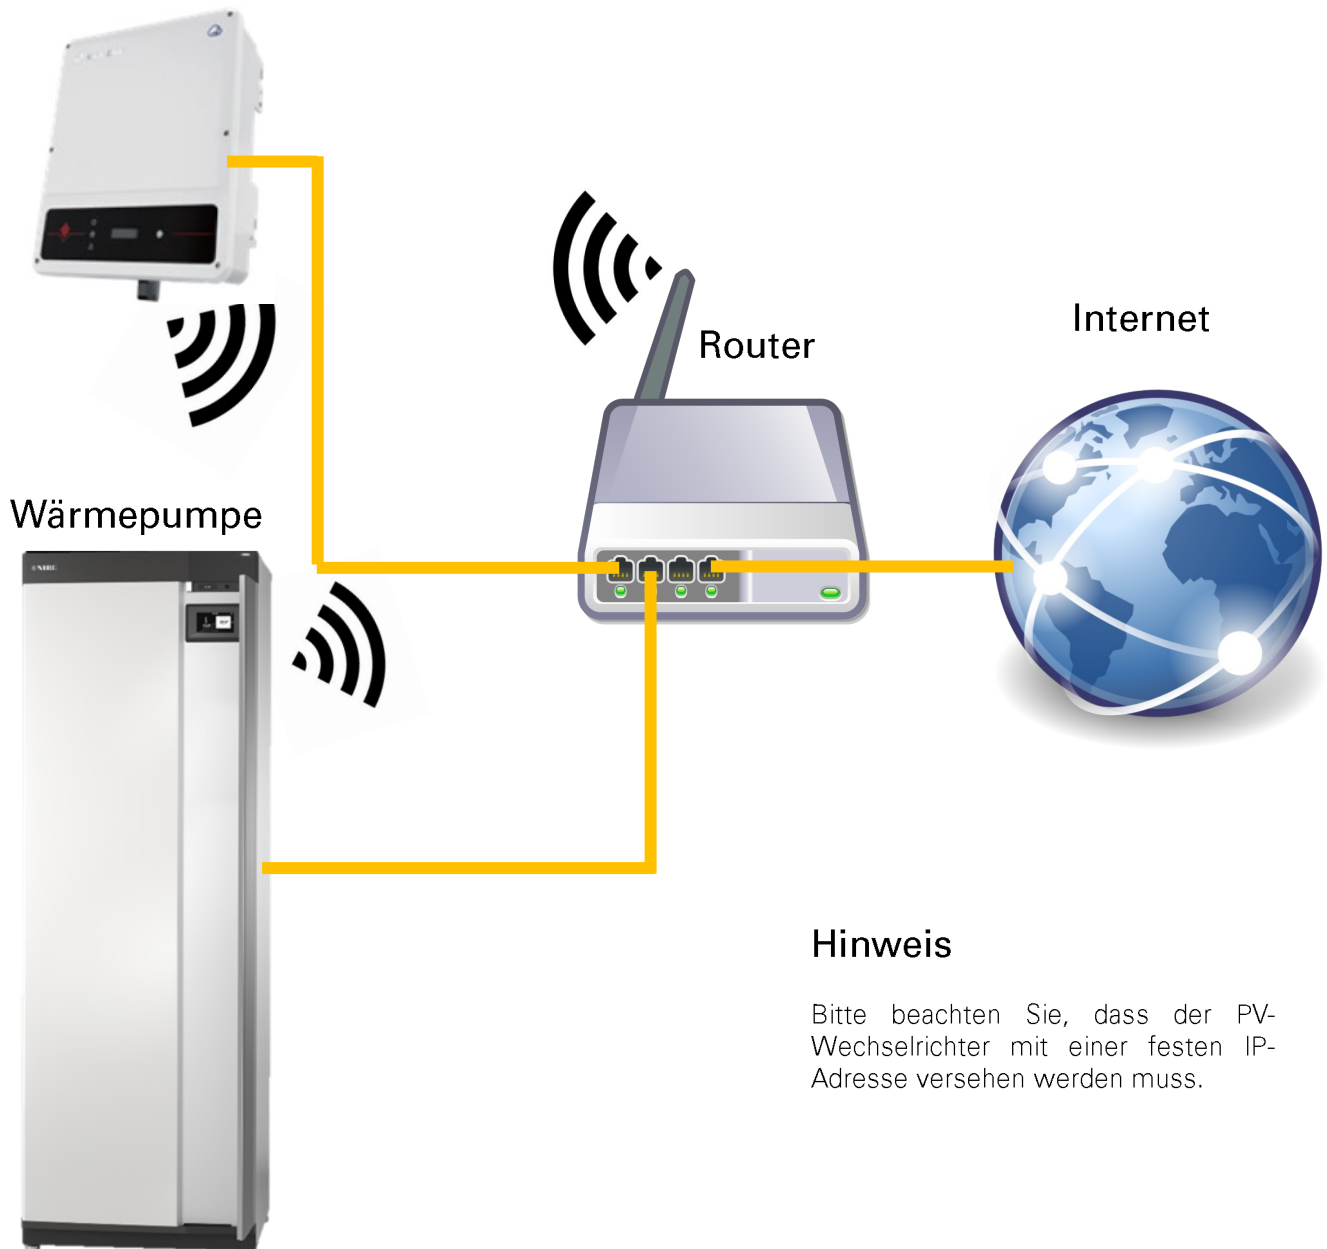 Router
Internet
Wärmepumpe
NIBE
Hinweis
Bitte beachten Sie, dass der PV-
Wechselrichter mit einer festen IP-
Adresse versehen werden muss.